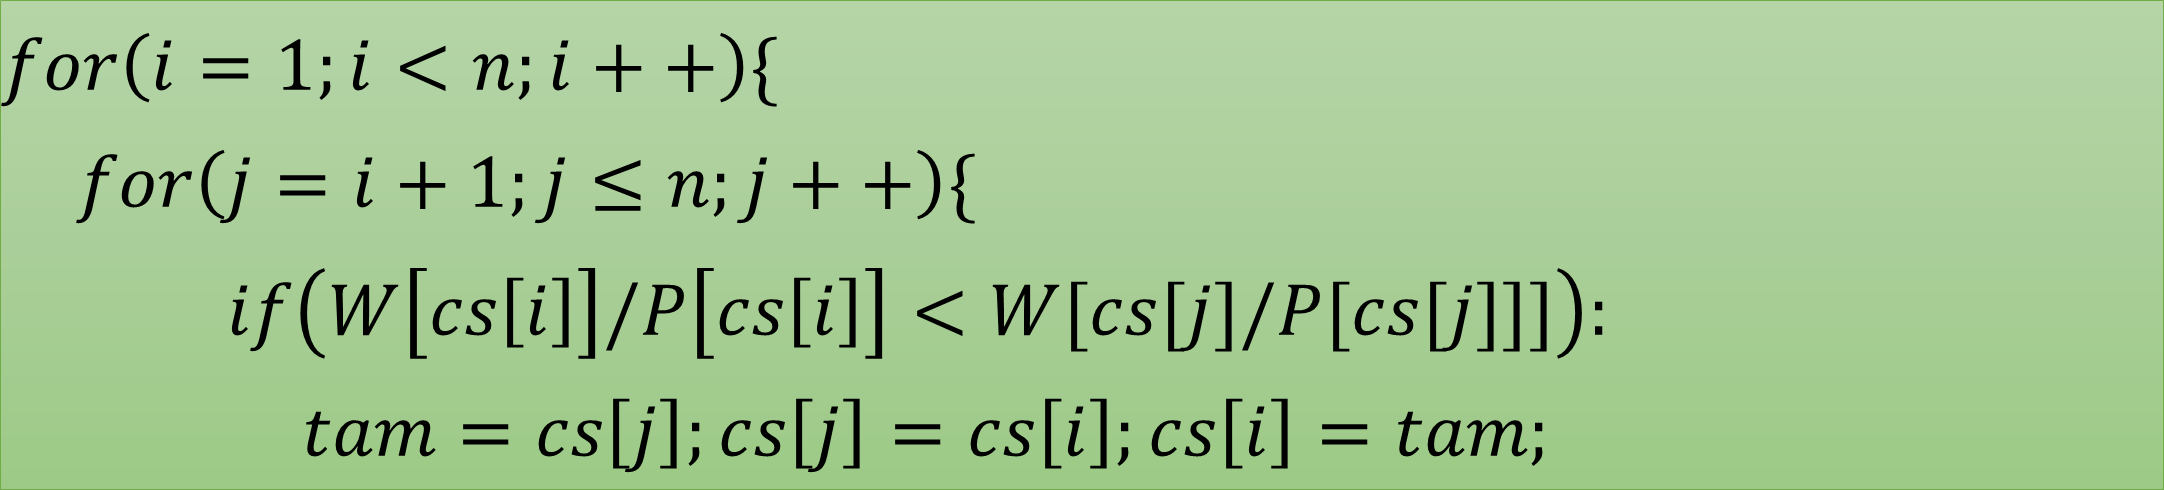 for(i = 1; i < n; i + +){
for(j = i + 1; j ≤ n; j + +){
if(W[cs[i]]/P[cs[i]] < W[cs[j]/P[cs[j]]]):
tam = cs[j]; cs[j] = cs[i]; cs[i] = tam;